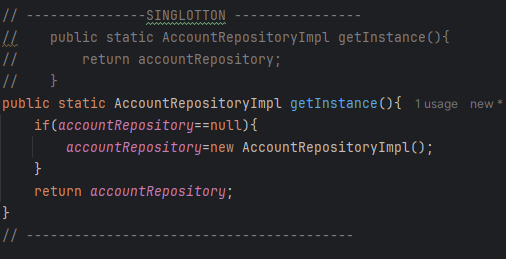 // ---------------SINGLOTTON ----------------
//    public static AccountRepositoryImpl getInstance(){
//        return accountRepository;
//    }
public static AccountRepositoryImpl getInstance(){ 1 usage new *
    if(accountRepository==null){
        accountRepository=new AccountRepositoryImpl();
    }
    return accountRepository;
}
// -----------------------------------------